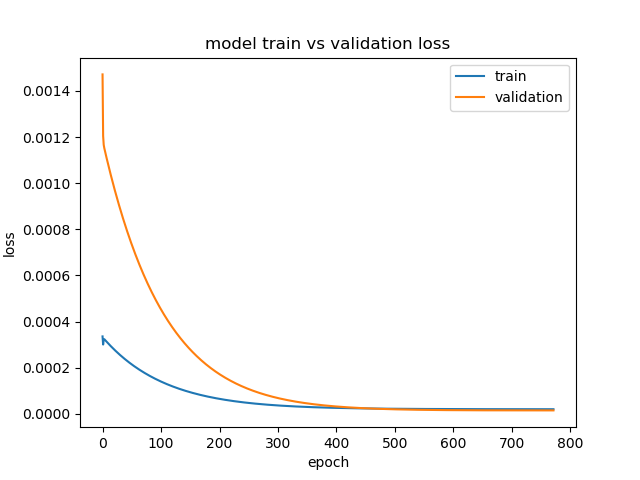 model train vs validation loss
train
validation
loss
0.0014
0.0012
0.0010
0.0008
0.0006
0.0004
0.0002
0.0000
0 100 200 300 400 500 600 700 800
epoch